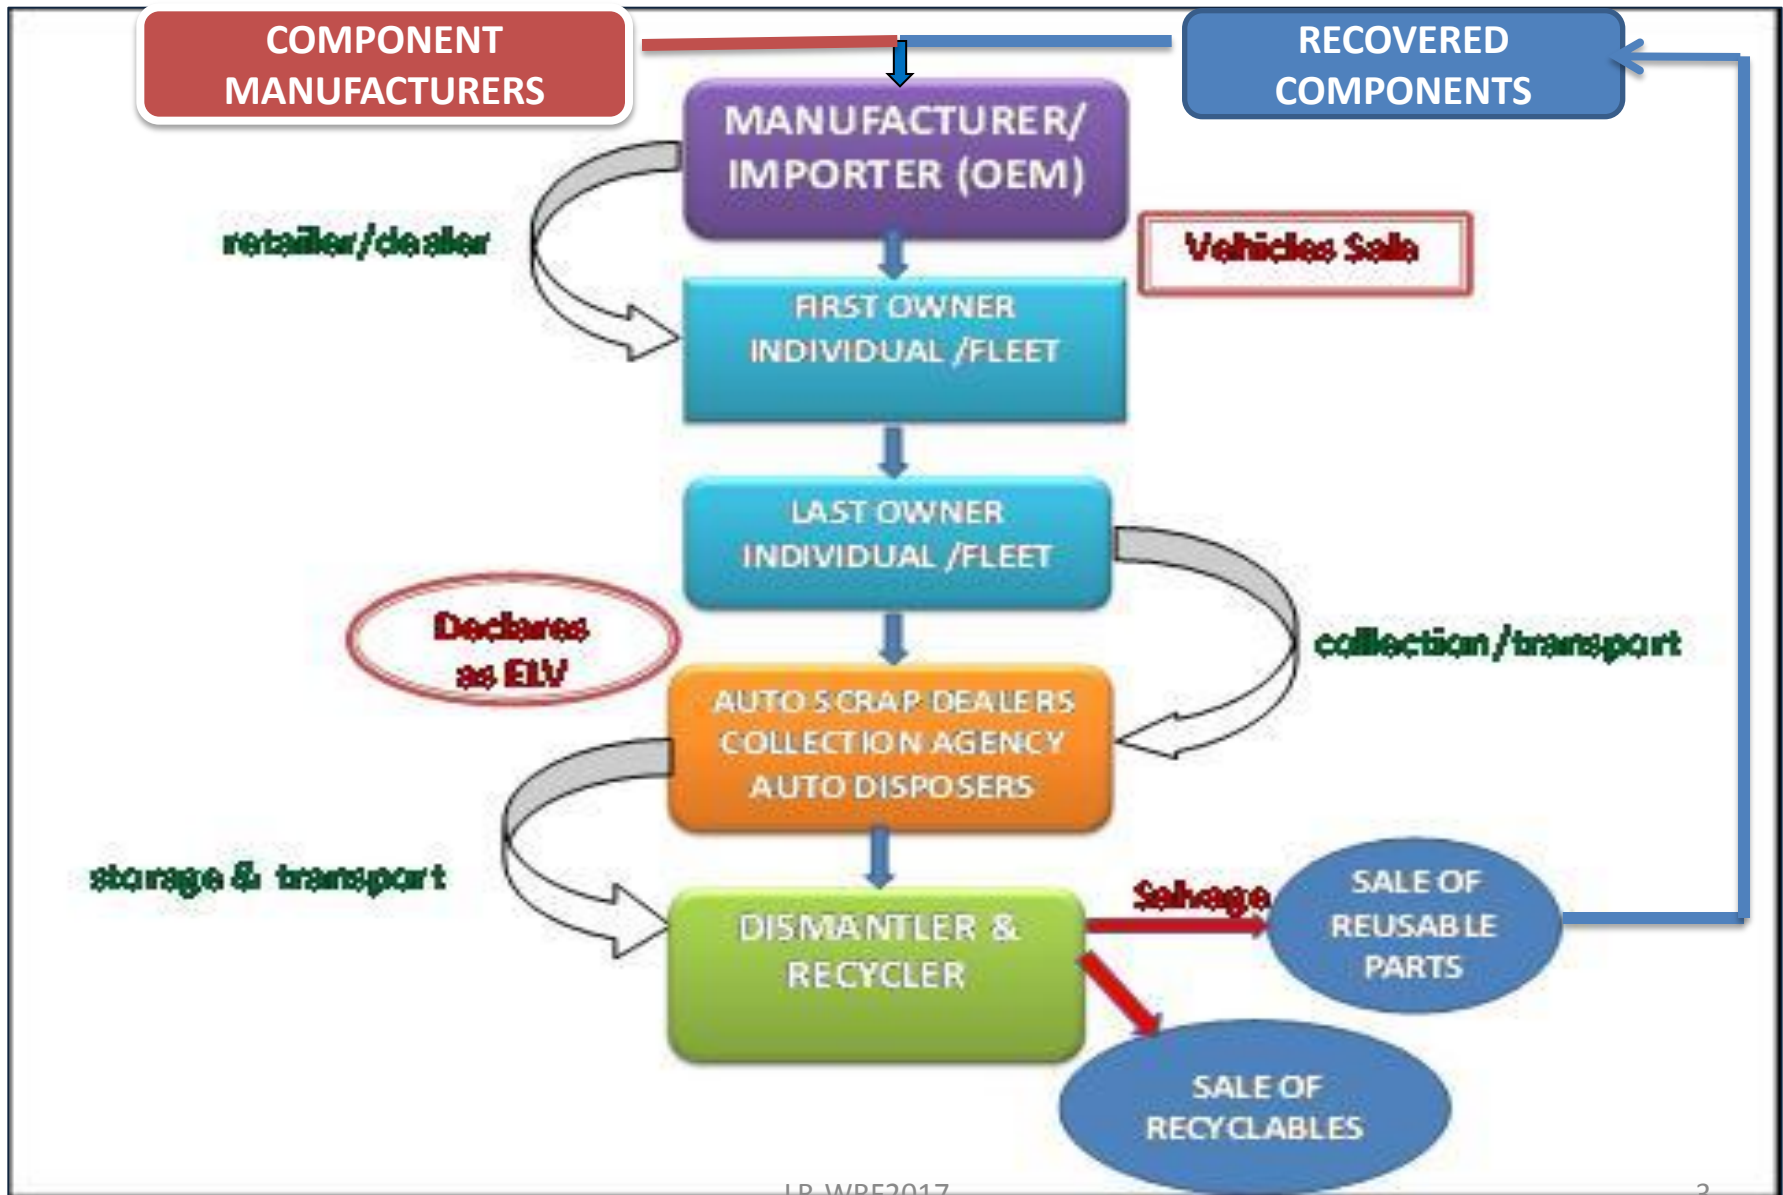 COMPONENT
MANUFACTURERS
RECOVERED
COMPONENTS
MANUFACTURER/
IMPORTER (OEM)
retailer/dealer
Vehicles Sale
FIRST OWNER
INDIVIDUAL /FLEET
LAST OWNER
INDIVIDUAL /FLEET
Declares
as ELV
collection/transport
AUTO SCRAP DEALERS
COLLECTION AGENCY
AUTO DISPOSERS
storage & transport
DISMANTLER &
RECYCLER
Salvage
SALE OF
REUSABLE
PARTS
SALE OF
RECYCLABLES
3